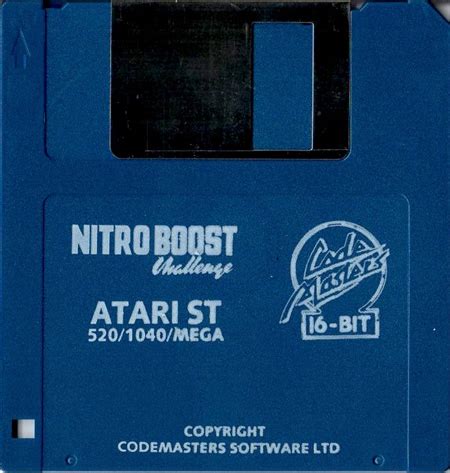 NITRO BOOST
Challenge
ATARI ST
520/1040/MEGA
Code
Masters
16-BIT
COPYRIGHT
CODEMASTERS SOFTWARE LTD